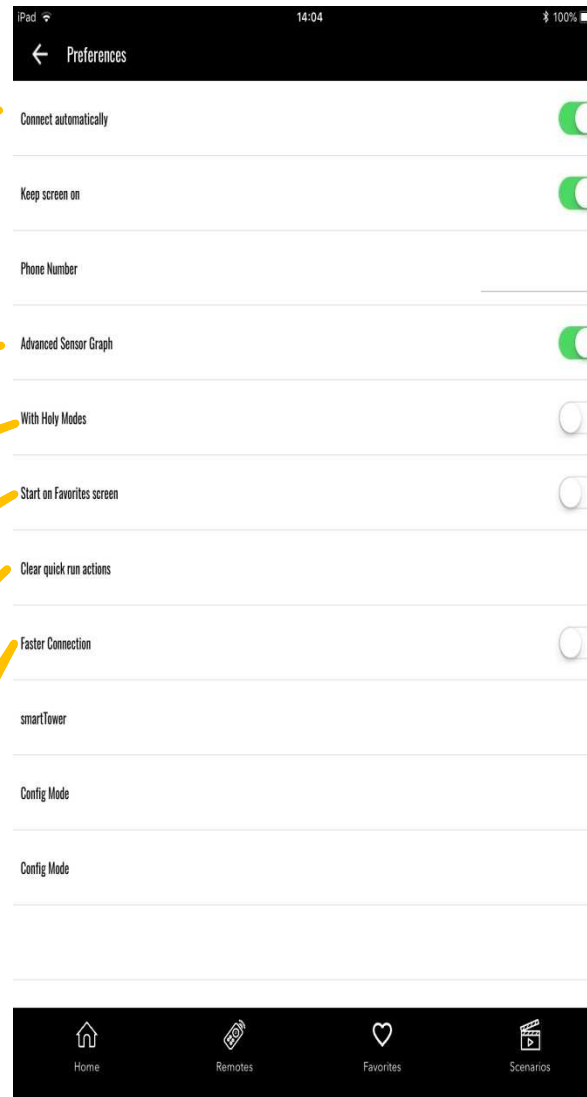 iPad 14:04 100%
Preferences
Connect automatically
Keep screen on
Phone Number
Advanced Sensor Graph
With Holy Modes
Start on Favorites screen
Clear quick run actions
Faster Connection
smartTower
Config Mode
Config Mode
Home Remotes Favorites Scenarios